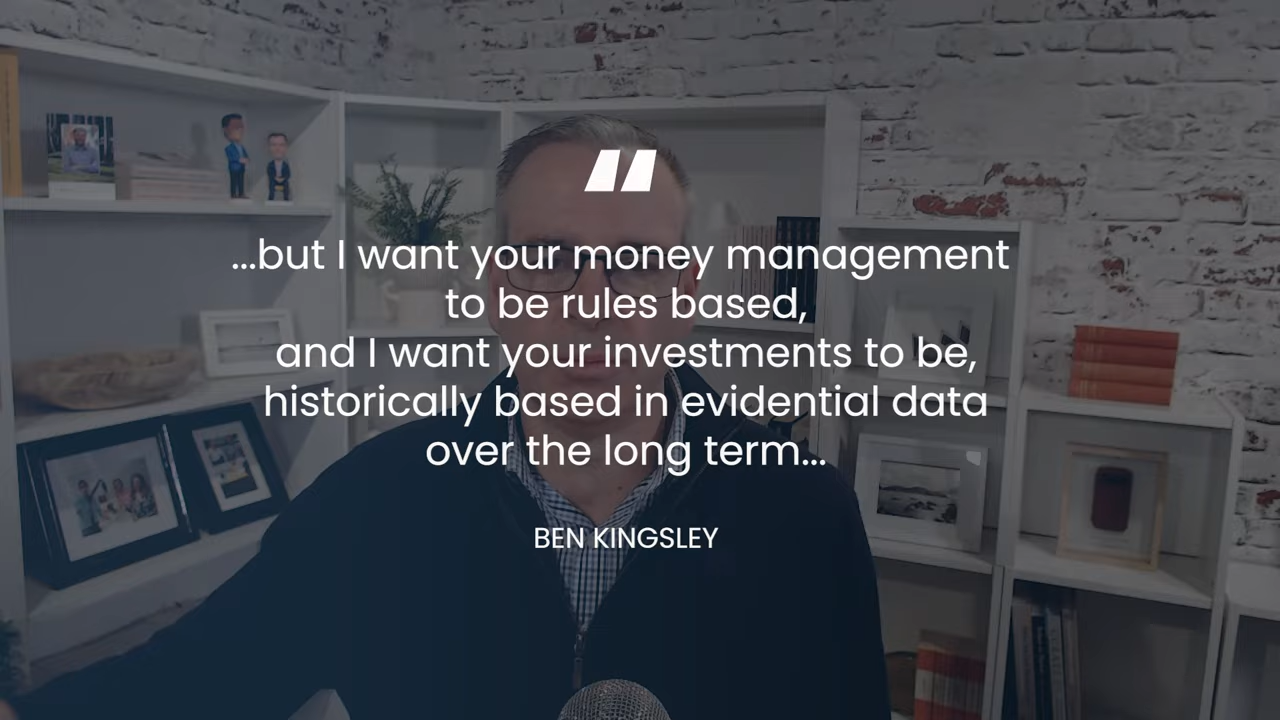 ...but I want your money management
to be rules based,
and I want your investments to be,
historically based in evidential data
over the long term...
BEN KINGSLEY